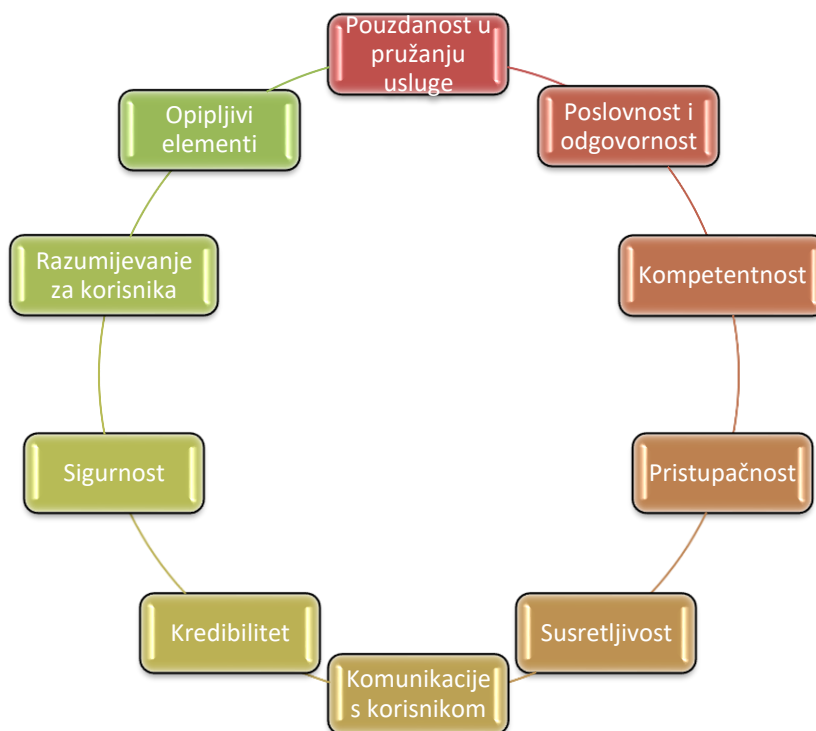 Pouzdanost u
pružanju
usluge
Poslovnost i
odgovornost
Kompetentnost
Pristupačnost
Susretljivost
Komunikacije
s korisnikom
Kredibilitet
Sigurnost
Razumijevanje
za korisnika
Opipljivi
elementi